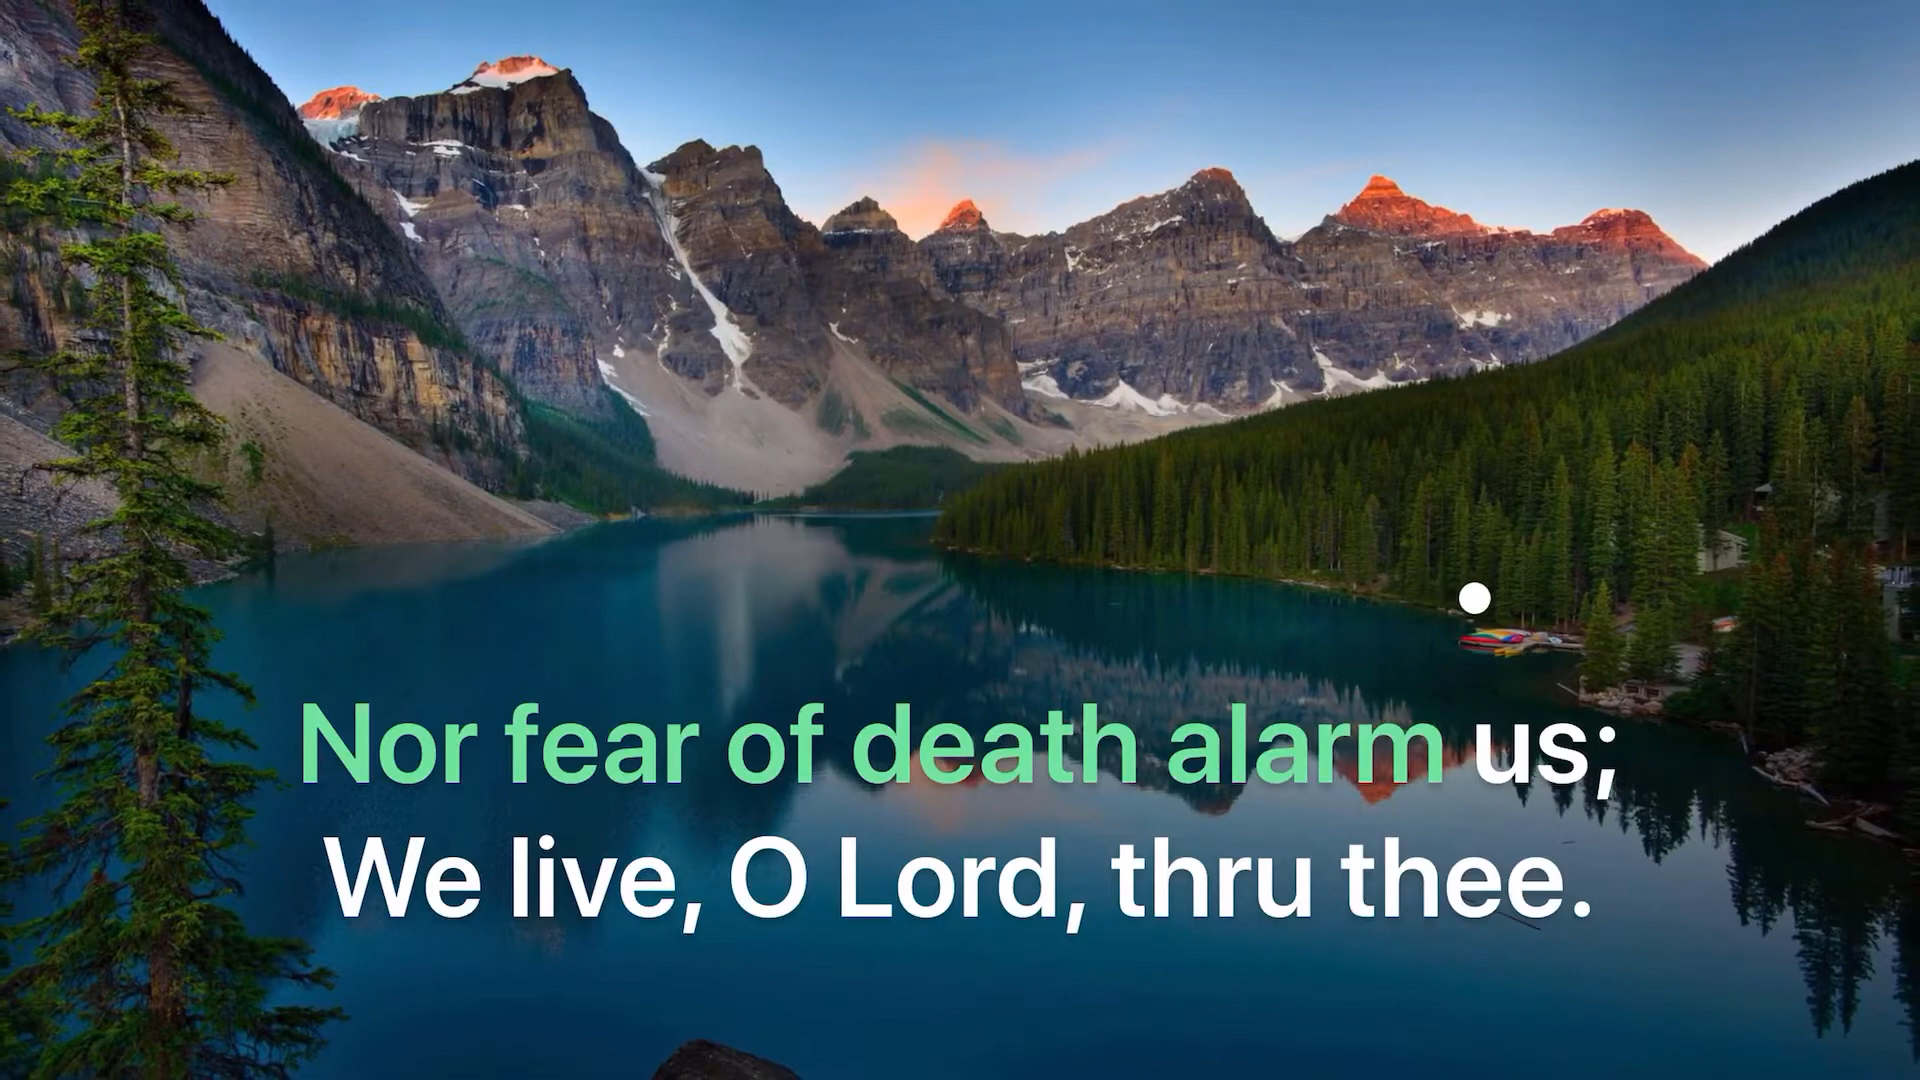 Nor fear of death alarm us;
We live, O Lord, thru thee.